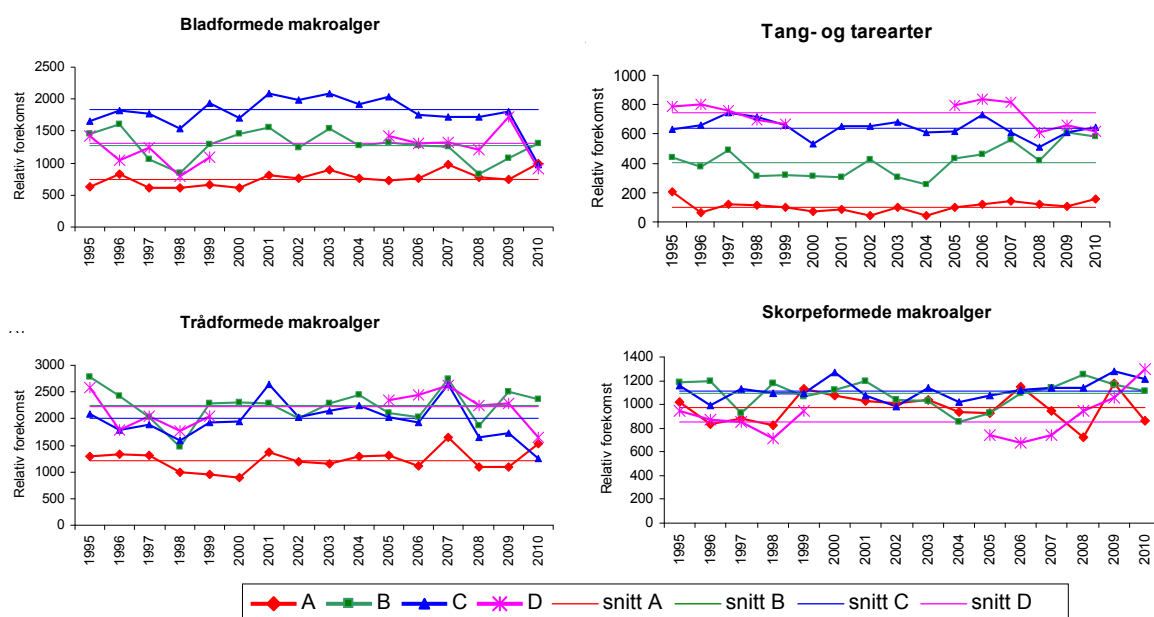 Bladformede makroalger
Relativ forekomst
2500
2000
1500
1000
500
0
1995 1996 1997 1998 1999 2000 2001 2002 2003 2004 2005 2006 2007 2008 2009 2010
Tang- og tarearter
Relativ forekomst
1000
800
600
400
200
0
1995 1996 1997 1998 1999 2000 2001 2002 2003 2004 2005 2006 2007 2008 2009 2010
Trådformede makroalger
Relativ forekomst
3000
2500
2000
1500
1000
500
0
1995 1996 1997 1998 1999 2000 2001 2002 2003 2004 2005 2006 2007 2008 2009 2010
Skorpeformede makroalger
Relativ forekomst
1400
1200
1000
800
600
400
200
0
1995 1996 1997 1998 1999 2000 2001 2002 2003 2004 2005 2006 2007 2008 2009 2010
A B C D snitt A snitt B snitt C snitt D